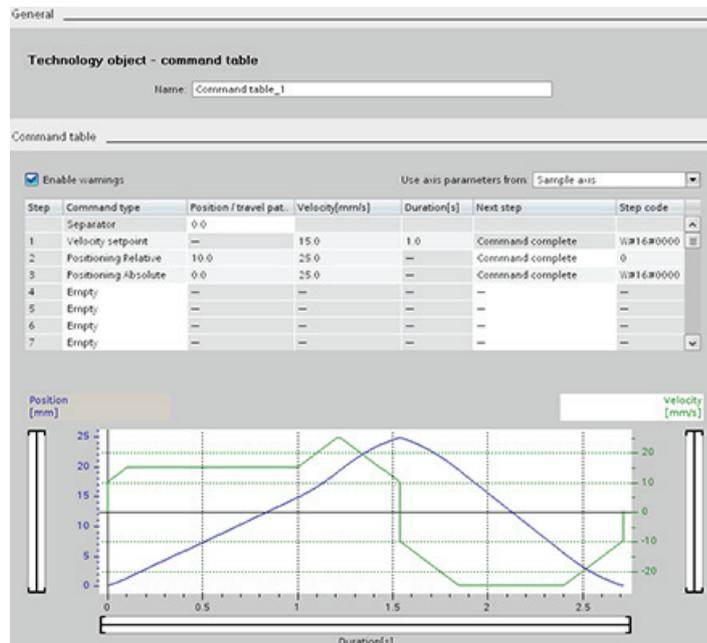 General
Technology object - command table
Name: Command table_1
Command table
Enable warnings
Use axis parameters from: Sample axis
Step Command type Position / travel pat.. Velocity[mm/s] Duration[s] Next step Step code
Separator 0.0
1 Velocity setpoint — 15.0 1.0 Command complete W#16#0000
2 Positioning Relative 10.0 25.0 — Command complete 0
3 Positioning Absolute 0.0 25.0 — Command complete W#16#0000
4 Empty — — — — —
5 Empty — — — — —
6 Empty — — — — —
7 Empty — — — — —
Position
[mm]
Velocity
[mm/s]
25
20
15
10
5
0
20
10
0
-10
-20
0 0.5 1 1.5 2 2.5
Duration[s]